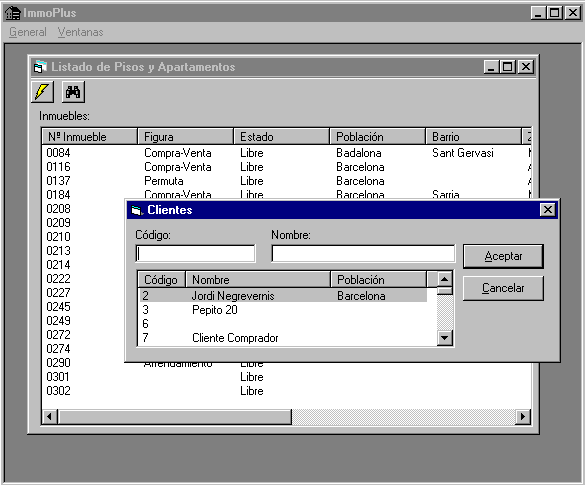 ImmoPlus
General Ventanas
Listado de Pisos y Apartamentos
Inmuebles:
Nº Inmueble Figura Estado Población Barrio Z
0084 Compra-Venta Libre Badalona Sant Gervasi
0116 Compra-Venta Libre Barcelona
0137 Permuta Libre Barcelona
0184 Compra-Venta Libre Barcelona Sarria
0208
0209
0210
0213
0214
0222
0227
0245
0249
0272
0274
0290 Arrendamiento Libre
0301 Libre
0302 Libre
Clientes
Código: Nombre:
Aceptar
Cancelar
Código Nombre Población
2 Jordi Negrevernis Barcelona
3 Pepito 20
6
7 Cliente Comprador